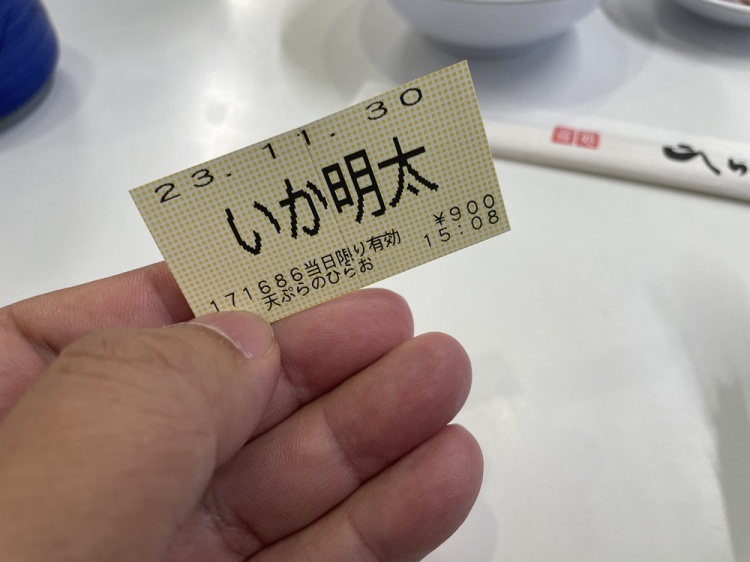 23. 11. 30
いか明太
¥900
171686当日限り有効 15:08
天ぷらのひらお